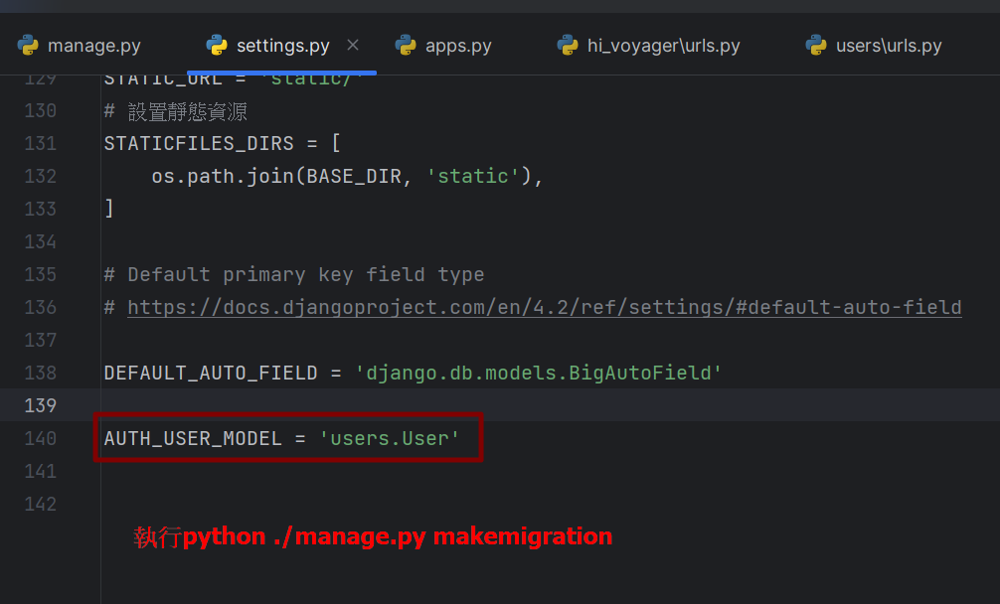 manage.py settings.py apps.py hi_voyager\urls.py users\urls.py
129 STATIC_URL = 'static/'
130 # 設置靜態資源
131 STATICFILES_DIRS = [
132 os.path.join(BASE_DIR, 'static'),
133 ]
134
135 # Default primary key field type
136 # https://docs.djangoproject.com/en/4.2/ref/settings/#default-auto-field
137
138 DEFAULT_AUTO_FIELD = 'django.db.models.BigAutoField'
139
140 AUTH_USER_MODEL = 'users.User'
141
142
執行python ./manage.py makemigration